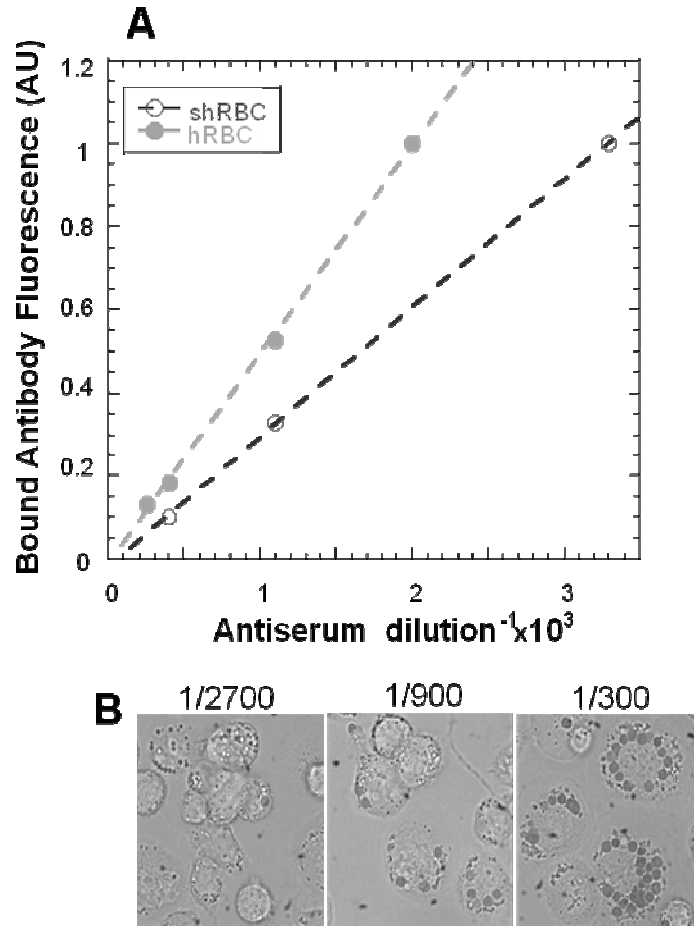 A
Bound Antibody Fluorescence (AU)
1.2
1
0.8
0.6
0.4
0.2
0
shRBC
hRBC
0 1 2 3
Antiserum dilution⁻¹x10³
B
1/2700 1/900 1/300